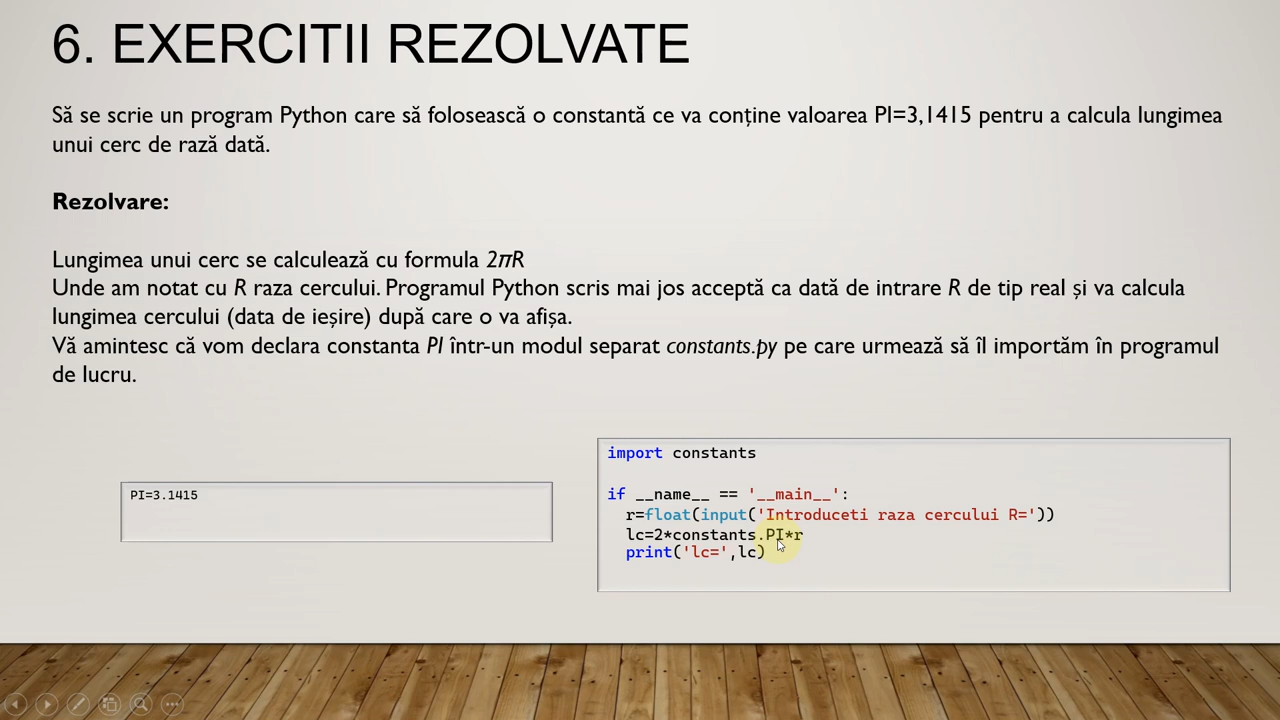 6. EXERCITII REZOLVATE
Să se scrie un program Python care să folosească o constantă ce va conține valoarea PI=3,1415 pentru a calcula lungimea
unui cerc de rază dată.
Rezolvare:
Lungimea unui cerc se calculează cu formula 2πR
Unde am notat cu R raza cercului. Programul Python scris mai jos acceptă ca dată de intrare R de tip real și va calcula
lungimea cercului (data de ieșire) după care o va afișa.
Vă amintesc că vom declara constanta PI într-un modul separat constants.py pe care urmează să îl importăm în programul
de lucru.
PI=3.1415
import constants
if __name__ == '__main__':
  r=float(input('Introduceti raza cercului R='))
  lc=2*constants.PI*r
  print('lc=',lc)